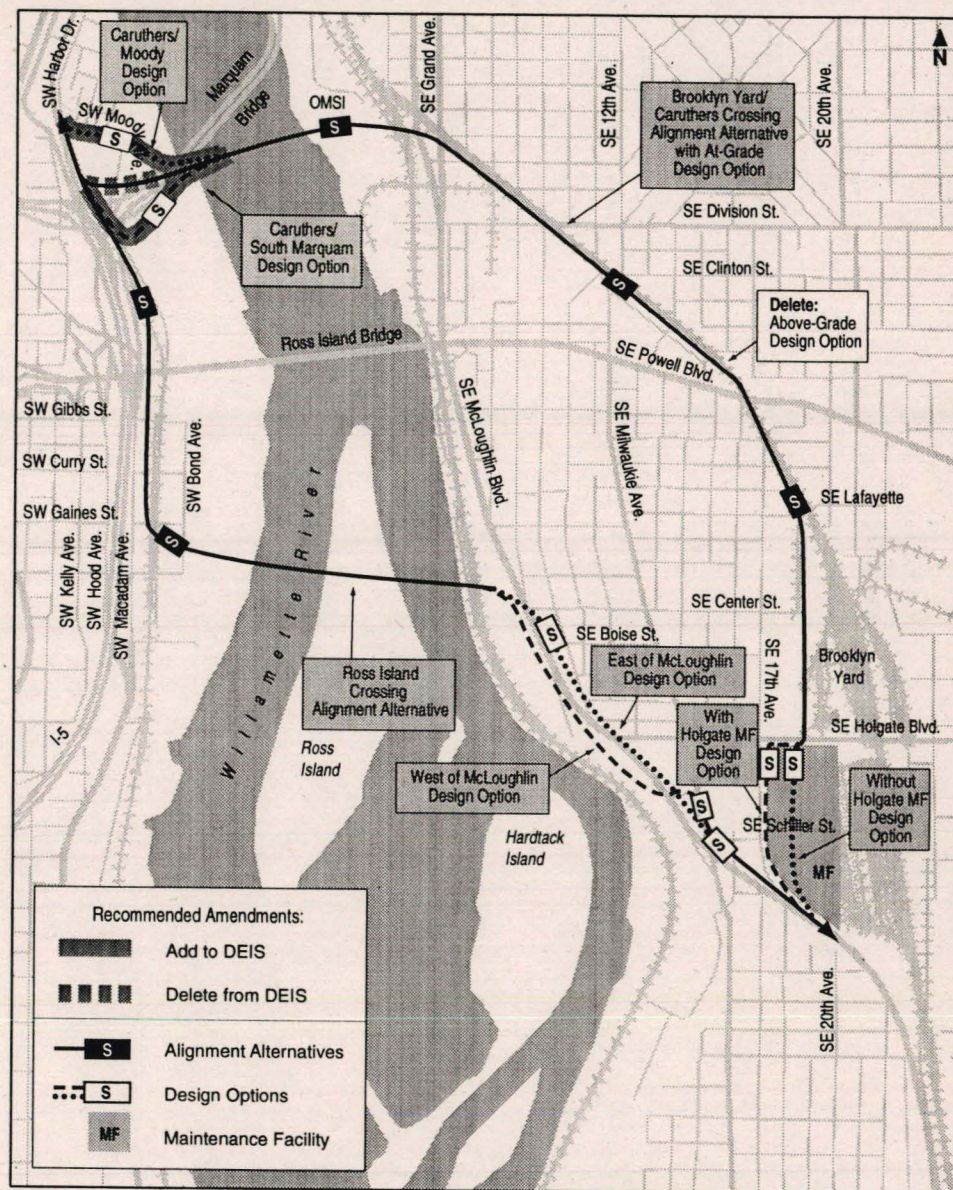 N
SW Harbor Dr.
Caruthers/
Moody
Design
Option
Marquam
Bridge
OMSI
SE Grand Ave.
SE 12th Ave.
SE 20th Ave.
Brooklyn Yard/
Caruthers Crossing
Alignment Alternative
with At-Grade
Design Option
SW Moody Ave.
S
S
S
Caruthers/
South Marquam
Design Option
SE Division St.
SE Clinton St.
S
S
Delete:
Above-Grade
Design Option
Ross Island Bridge
SE Powell Blvd.
SW Gibbs St.
SW Curry St.
SW Gaines St.
SW Bond Ave.
SE McLoughlin Blvd.
SE Milwaukie Ave.
S
SE Lafayette
SW Kelly Ave.
SW Hood Ave.
SW Macadam Ave.
S
Willamette River
SE Center St.
S
SE Boise St.
SE 17th Ave.
Brooklyn
Yard
Ross Island
Crossing
Alignment Alternative
East of McLoughlin
Design Option
I-5
Ross
Island
With
Holgate MF
Design
Option
SE Holgate Blvd.
S
S
West of McLoughlin
Design Option
Without
Holgate MF
Design
Option
S
SE Schiller St.
S
Hardtack
Island
MF
SE 20th Ave.
Recommended Amendments:
Add to DEIS
Delete from DEIS
S
Alignment Alternatives
S
Design Options
MF
Maintenance Facility